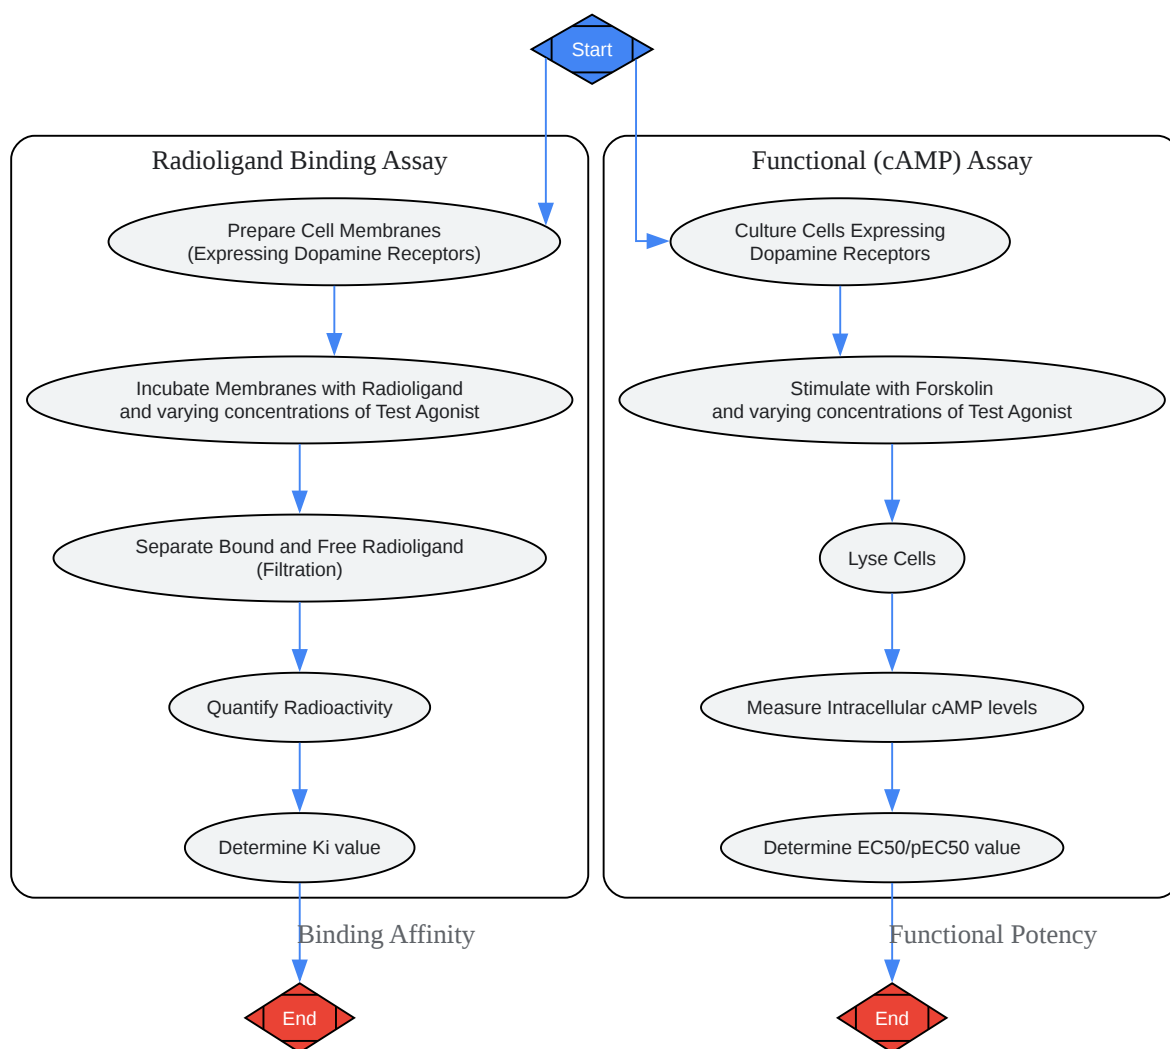 Start
Radioligand Binding Assay
Prepare Cell Membranes
(Expressing Dopamine Receptors)
Incubate Membranes with Radioligand
and varying concentrations of Test Agonist
Separate Bound and Free Radioligand
(Filtration)
Quantify Radioactivity
Determine Ki value
Binding Affinity
End
Functional (cAMP) Assay
Culture Cells Expressing
Dopamine Receptors
Stimulate with Forskolin
and varying concentrations of Test Agonist
Lyse Cells
Measure Intracellular cAMP levels
Determine EC50/pEC50 value
Functional Potency
End